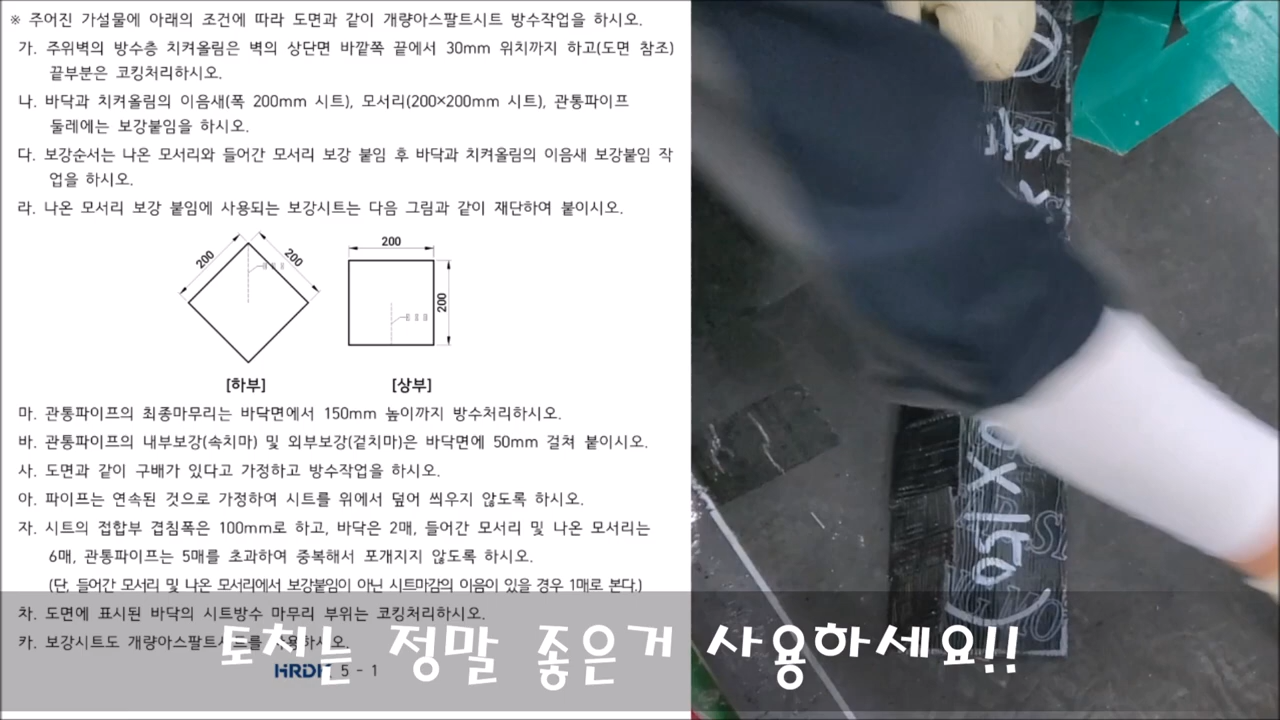 ※ 주어진 가설물에 아래의 조건에 따라 도면과 같이 개량아스팔트시트 방수작업을 하시오.
가. 주위벽의 방수층 치켜올림은 벽의 상단면 바깥쪽 끝에서 30mm 위치까지 하고(도면 참조)
끝부분은 코킹처리하시오.
나. 바닥과 치켜올림의 이음새(폭 200mm 시트), 모서리(200×200mm 시트), 관통파이프
둘레에는 보강붙임을 하시오.
다. 보강순서는 나온 모서리와 들어간 모서리 보강 붙임 후 바닥과 치켜올림의 이음새 보강붙임 작
업을 하시오.
라. 나온 모서리 보강 붙임에 사용되는 보강시트는 다음 그림과 같이 재단하여 붙이시오.
200 200 200
200
[하부] [상부]
마. 관통파이프의 최종마무리는 바닥면에서 150mm 높이까지 방수처리하시오.
바. 관통파이프의 내부보강(속치마) 및 외부보강(겉치마)은 바닥면에 50mm 걸쳐 붙이시오.
사. 도면과 같이 구배가 있다고 가정하고 방수작업을 하시오.
아. 파이프는 연속된 것으로 가정하여 시트를 위에서 덮어 씌우지 않도록 하시오.
자. 시트의 접합부 겹침폭은 100mm로 하고, 바닥은 2매, 들어간 모서리 및 나온 모서리는
6매, 관통파이프는 5매를 초과하여 중복해서 포개지지 않도록 하시오.
(단, 들어간 모서리 및 나온 모서리에서 보강붙임이 아닌 시트마감의 이음이 있을 경우 1매로 본다.)
차. 도면에 표시된 바닥의 시트방수 마무리 부위는 코킹처리하시오.
카. 보강시트도 개량아스팔트시트를 사용하시오.
토치는 정말 좋은거 사용하세요!!
HRDK 5 - 1